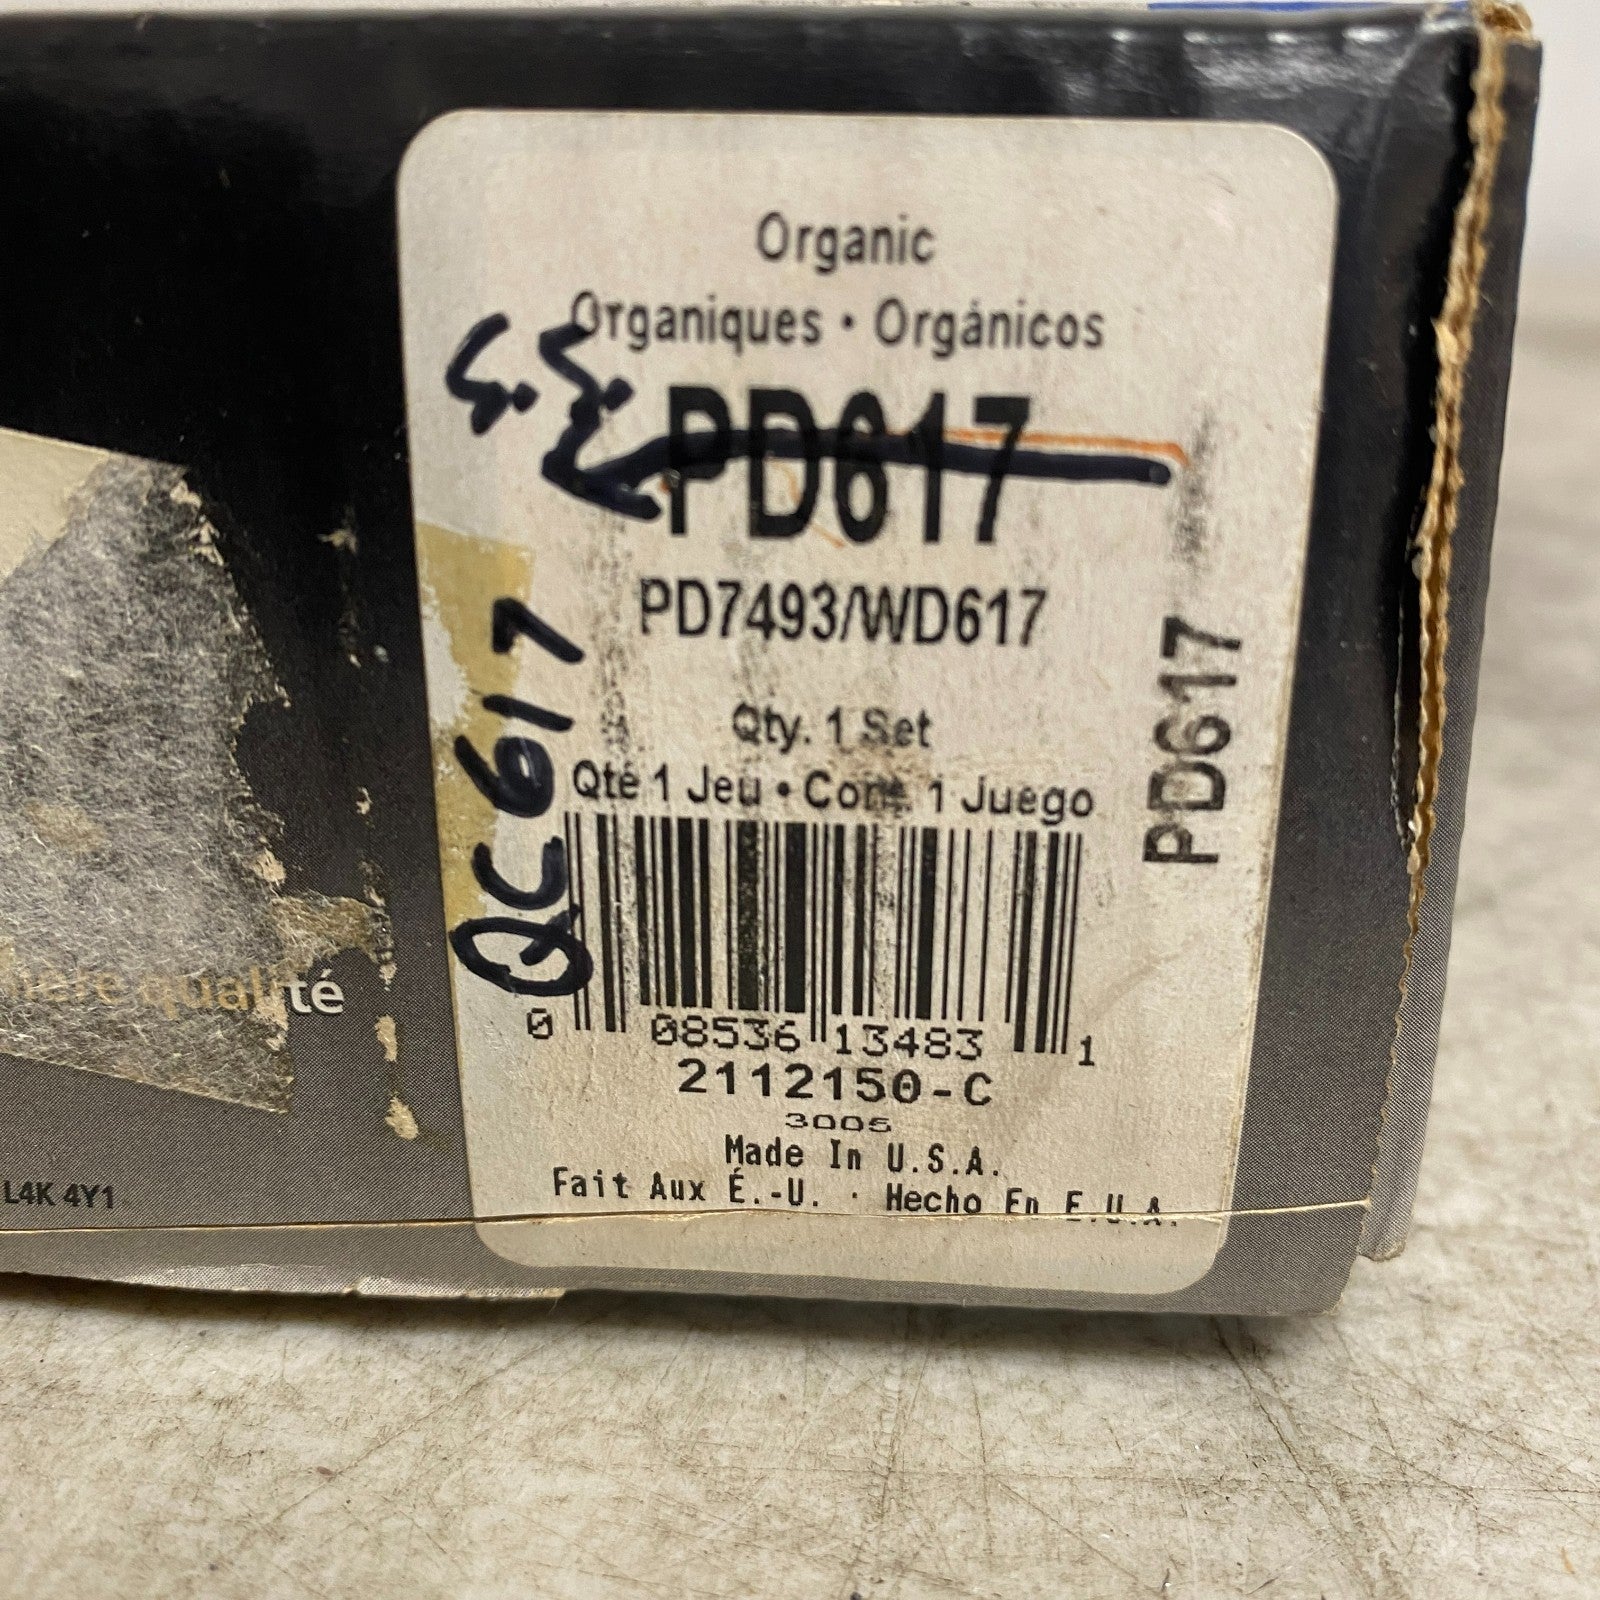 Organic
Organiques • Orgánicos
S.S.
PD617
PD7493/WD617
Qty. 1 Set
Qté 1 Jeu • Cont. 1 Juego
PD617
QC617
0 08536 13483 1
2112150-C
3005
Made In U.S.A.
Fait Aux É.-U. · Hecho En E.U.A.
qualité
L4K 4Y1